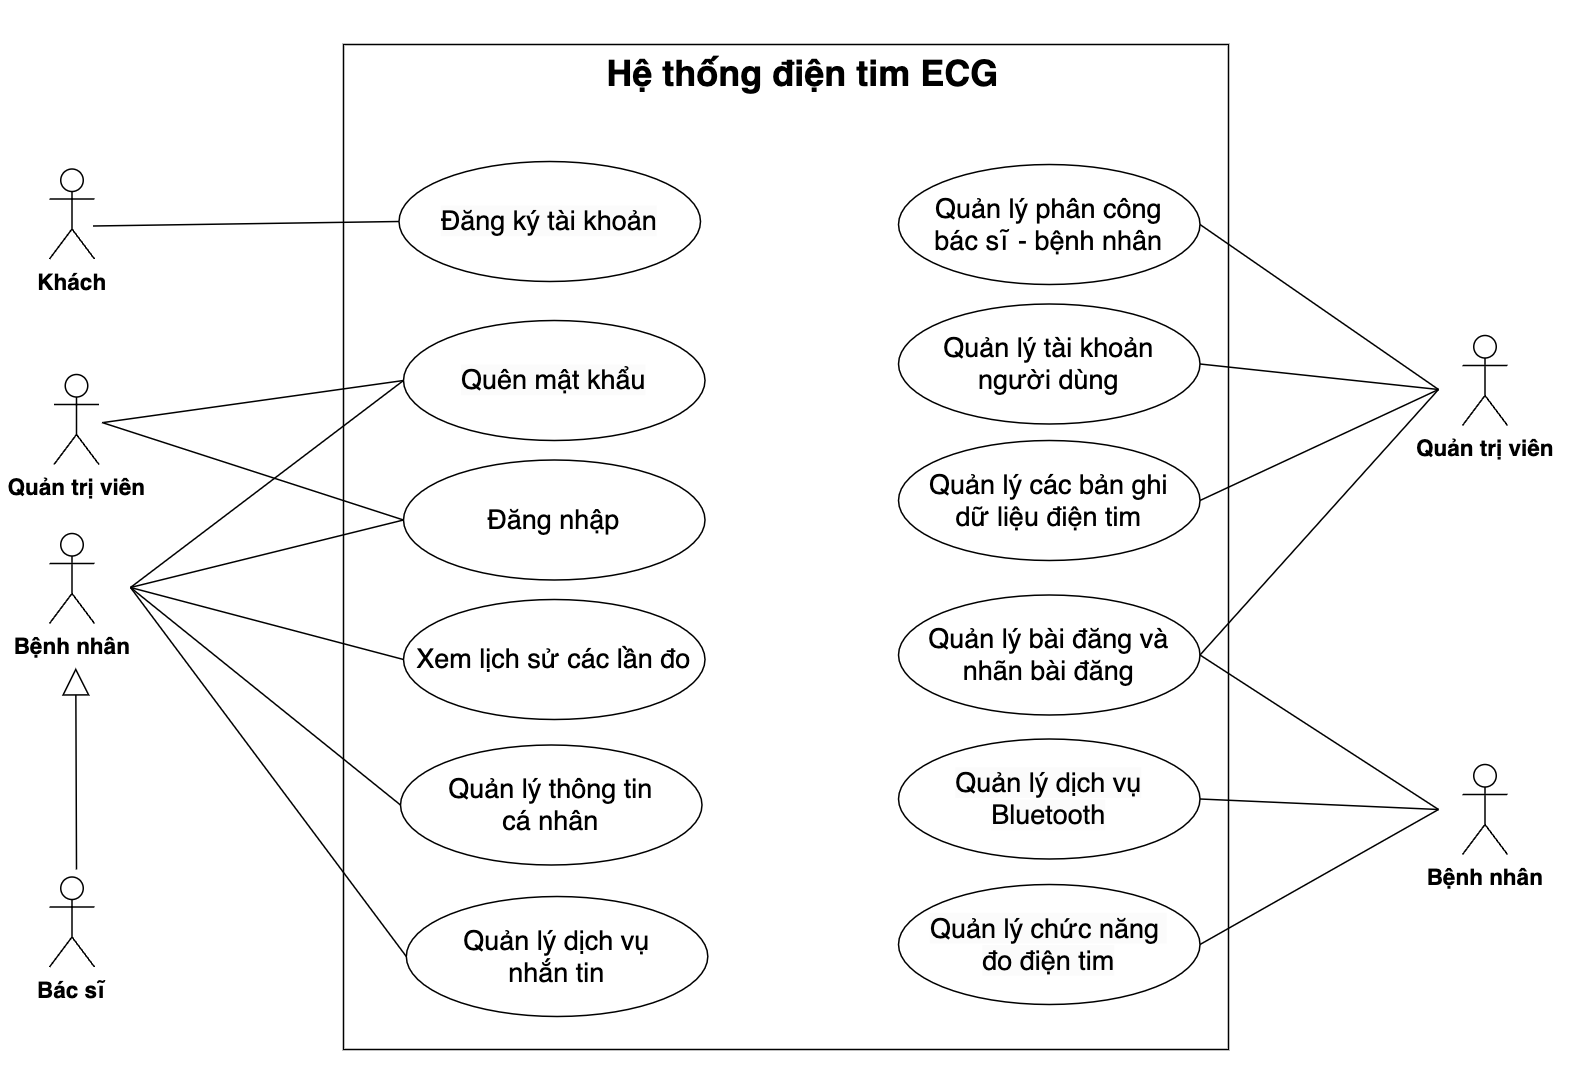 Hệ thống điện tim ECG
Khách
Quản trị viên
Bệnh nhân
Bác sĩ
Đăng ký tài khoản
Quên mật khẩu
Đăng nhập
Xem lịch sử các lần đo
Quản lý thông tin
cá nhân
Quản lý dịch vụ
nhắn tin
Quản lý phân công
bác sĩ - bệnh nhân
Quản lý tài khoản
người dùng
Quản lý các bản ghi
dữ liệu điện tim
Quản lý bài đăng và
nhãn bài đăng
Quản lý dịch vụ
Bluetooth
Quản lý chức năng
đo điện tim
Quản trị viên
Bệnh nhân